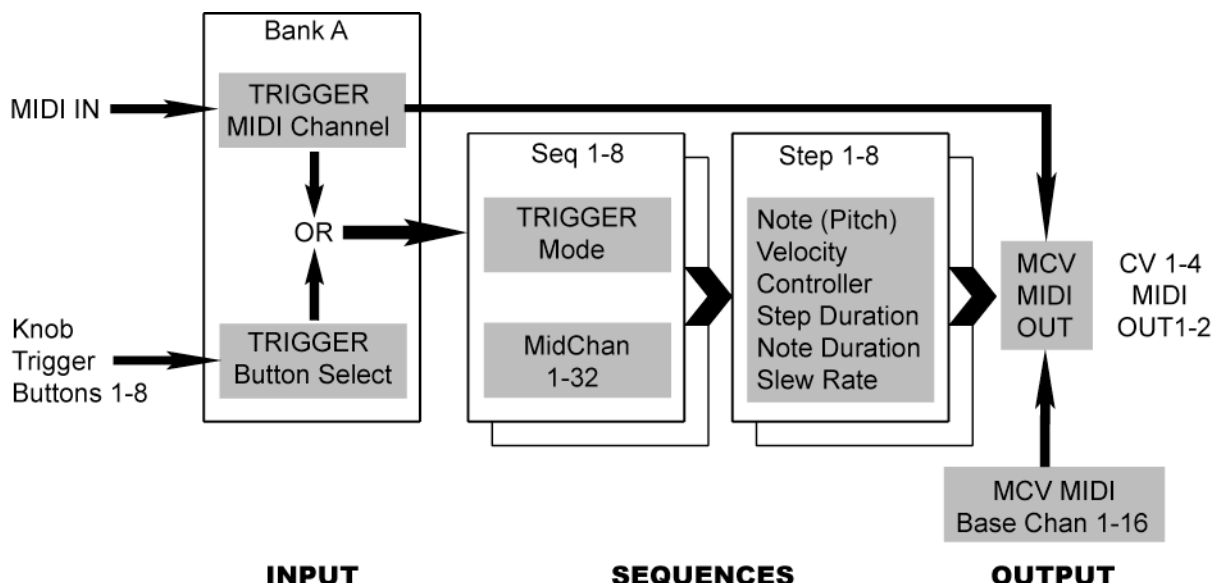 Bank A
MIDI IN
TRIGGER
MIDI Channel
OR
Knob
Trigger
Buttons 1-8
TRIGGER
Button Select
Seq 1-8
TRIGGER
Mode
MidChan
1-32
Step 1-8
Note (Pitch)
Velocity
Controller
Step Duration
Note Duration
Slew Rate
MCV
MIDI
OUT
CV 1-4
MIDI
OUT1-2
MCV MIDI
Base Chan 1-16
INPUT
SEQUENCES
OUTPUT